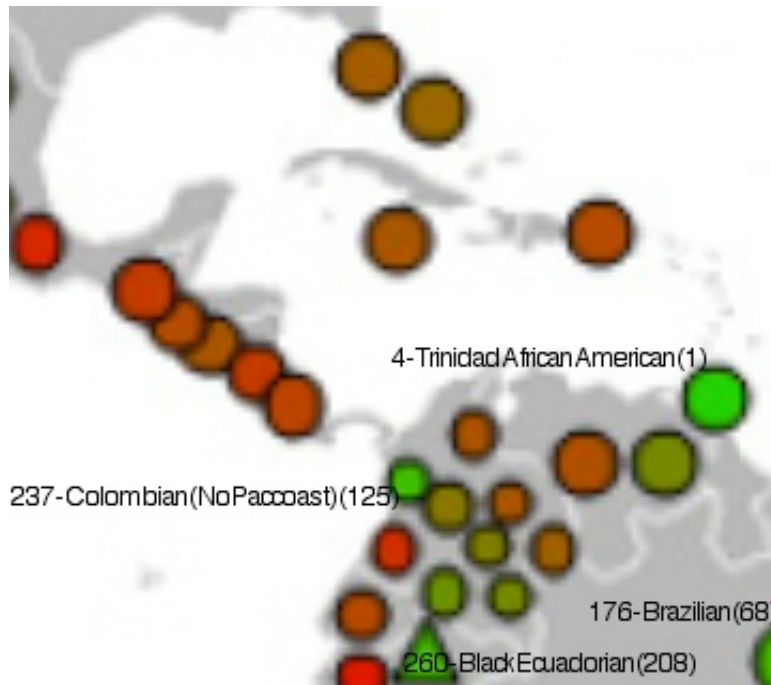 4-Trinidad African American (1)
237-Colombian (No Paccoast) (125)
176-Brazilian (68)
260-Black Ecuadorian (208)